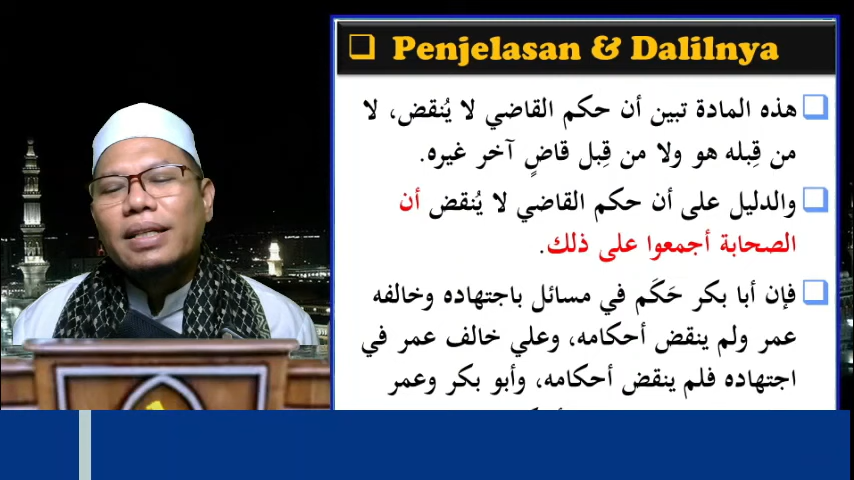 Penjelasan & Dalilnya
هذه المادة تبين أن حكم القاضي لا يُنقض، لا
من قِبله هو ولا من قِبل قاضٍ آخر غيره.
والدليل على أن حكم القاضي لا يُنقض أن
الصحابة أجمعوا على ذلك.
فإن أبا بكر حَكَم في مسائل باجتهاده وخالفه
عمر ولم ينقض أحكامه، وعلي خالف عمر في
اجتهاده فلم ينقض أحكامه، وأبو بكر وعمر